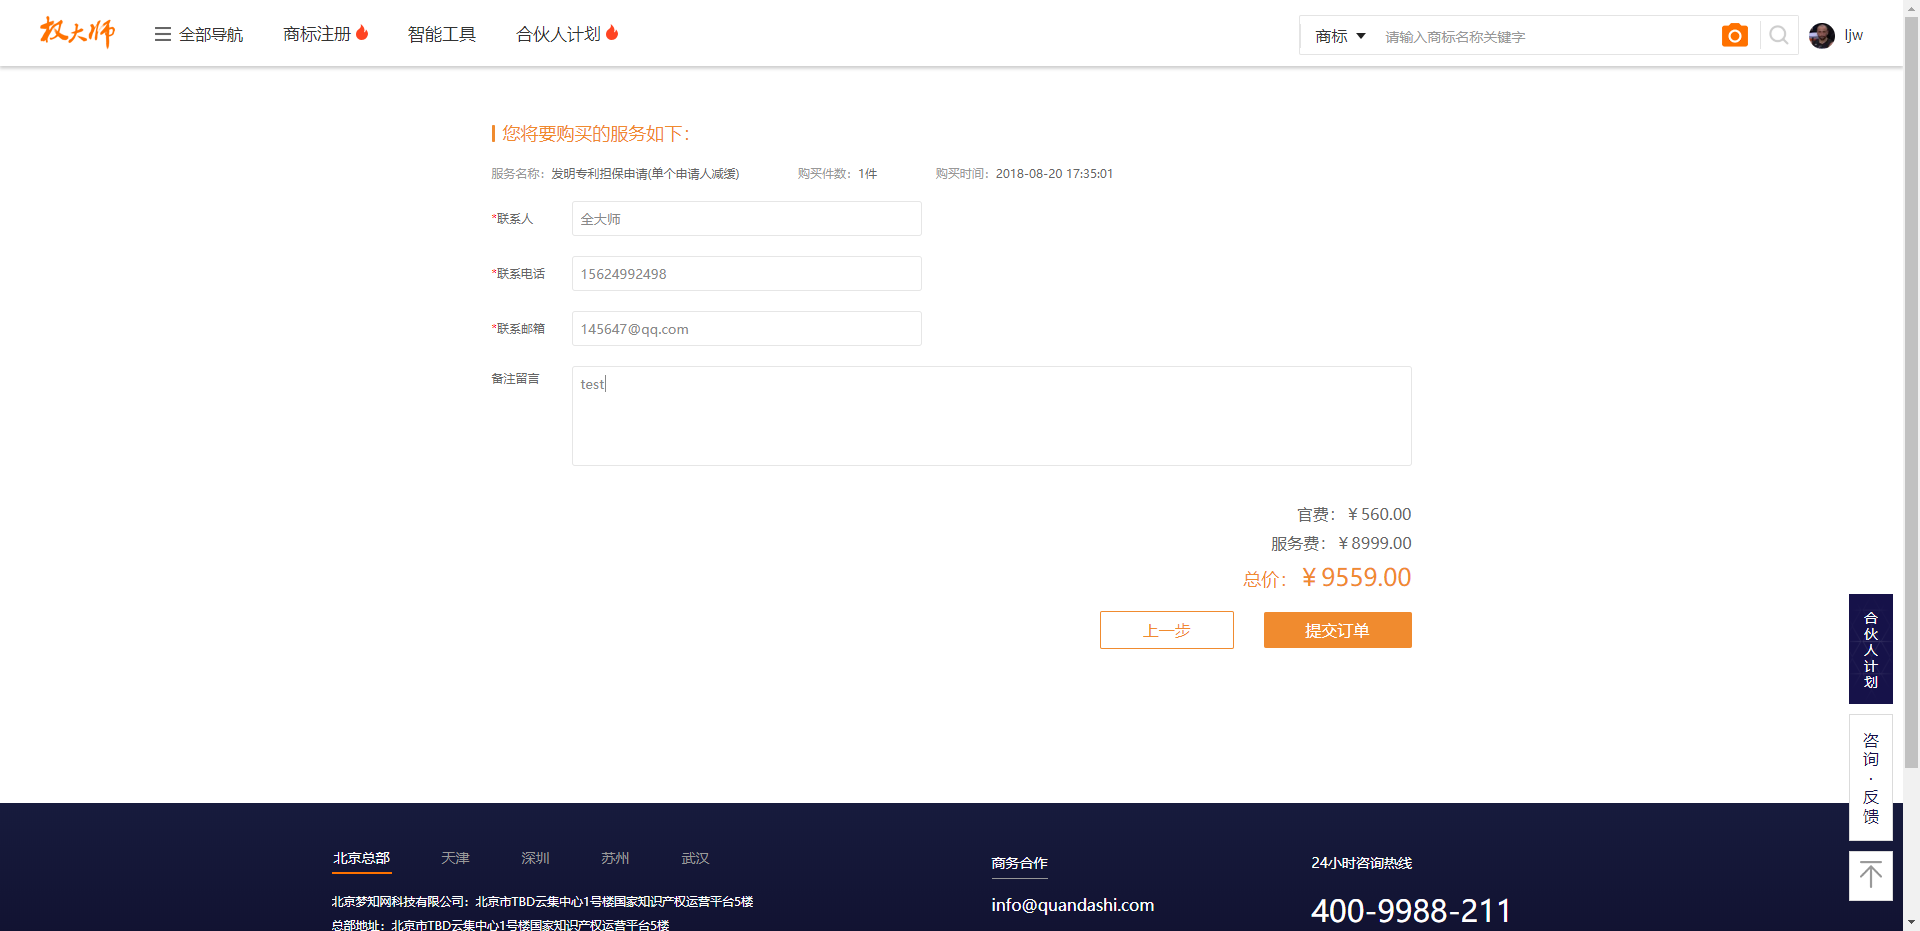 权大师
全部导航
商标注册
智能工具
合伙人计划
商标
请输入商标名称关键字
ljw
您将要购买的服务如下：
服务名称：发明专利担保申请(单个申请人减缓)
购买件数：1件
购买时间：2018-08-20 17:35:01
*联系人
全大师
*联系电话
15624992498
*联系邮箱
145647@qq.com
备注留言
test
官费：￥560.00
服务费：￥8999.00
总价：￥9559.00
上一步
提交订单
合伙人计划
咨询·反馈
北京总部
天津
深圳
苏州
武汉
北京梦知网科技有限公司：北京市TBD云集中心1号楼国家知识产权运营平台5楼
总部地址：北京市TBD云集中心1号楼国家知识产权运营平台5楼
商务合作
info@quandashi.com
24小时咨询热线
400-9988-211